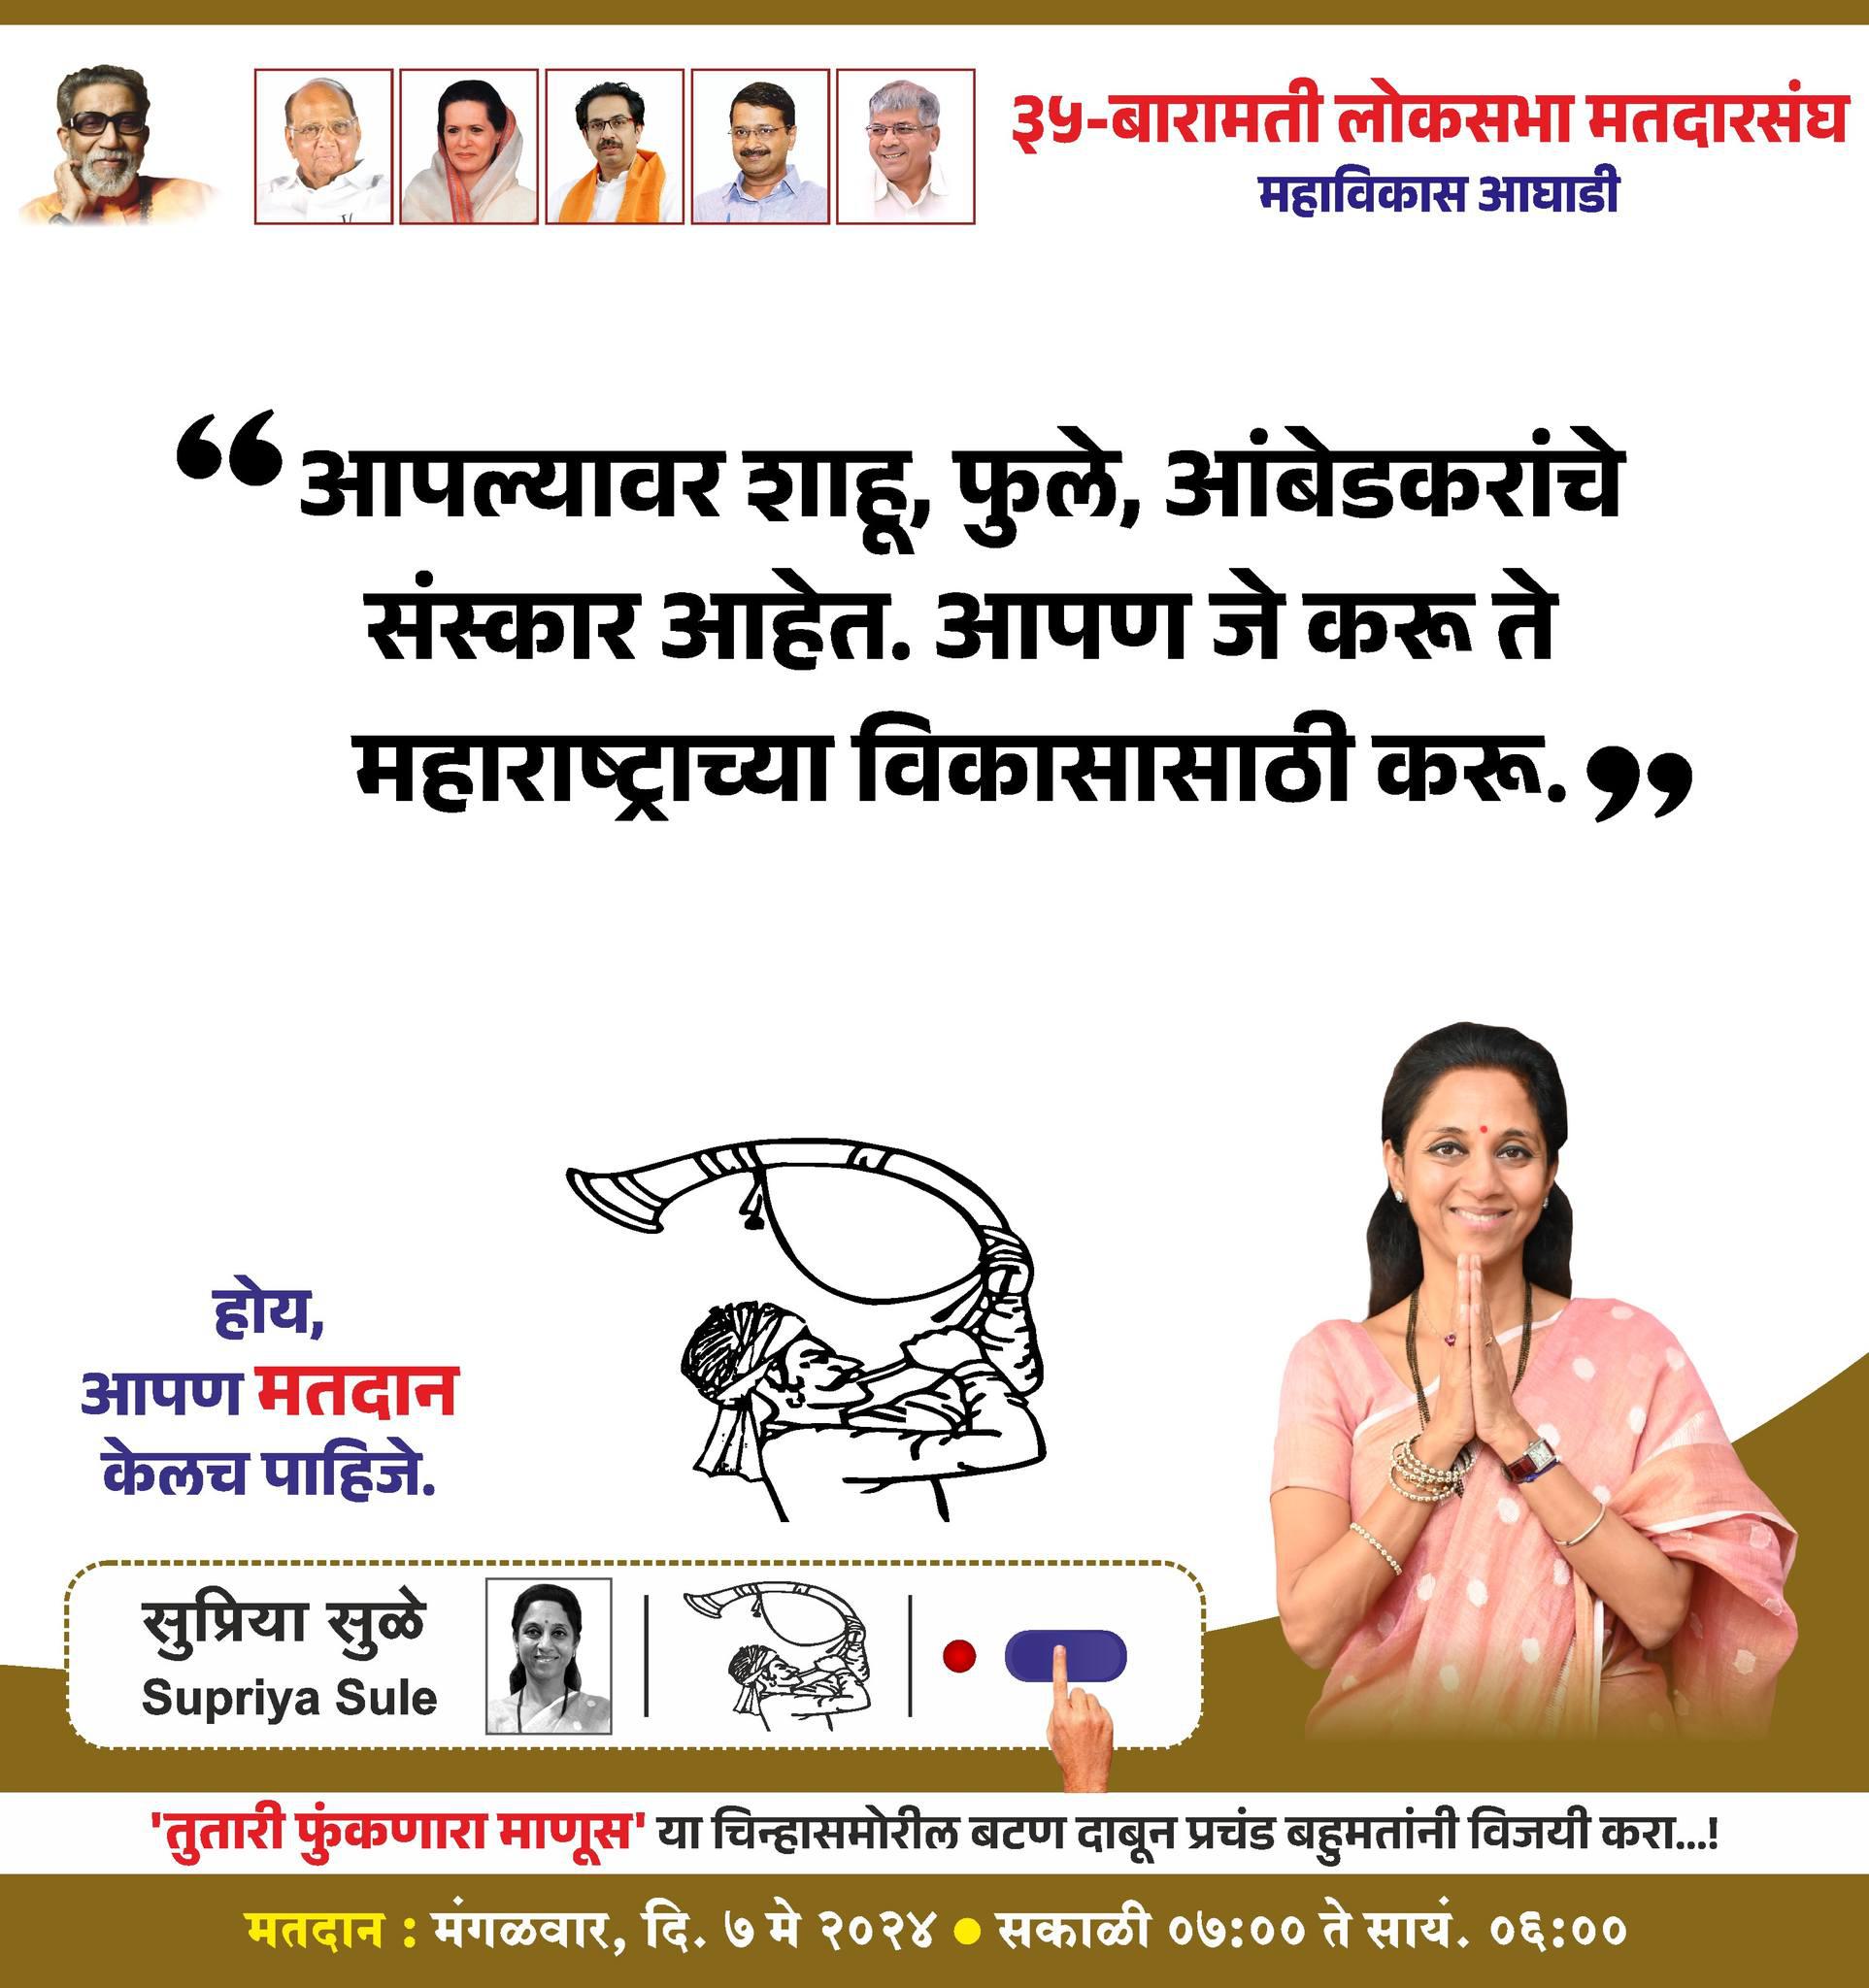 ३५-बारामती लोकसभा मतदारसंघ
महाविकास आघाडी
“आपल्यावर शाहू, फुले, आंबेडकरांचे
संस्कार आहेत. आपण जे करू ते
महाराष्ट्राच्या विकासासाठी करू.”
होय,
आपण मतदान
केलच पाहिजे.
सुप्रिया सुळे
Supriya Sule
'तुतारी फुंकणारा माणूस' या चिन्हासमोरील बटण दाबून प्रचंड बहुमतांनी विजयी करा...!
मतदान : मंगळवार, दि. ७ मे २०२४ ● सकाळी ०७:०० ते सायं. ०६:००